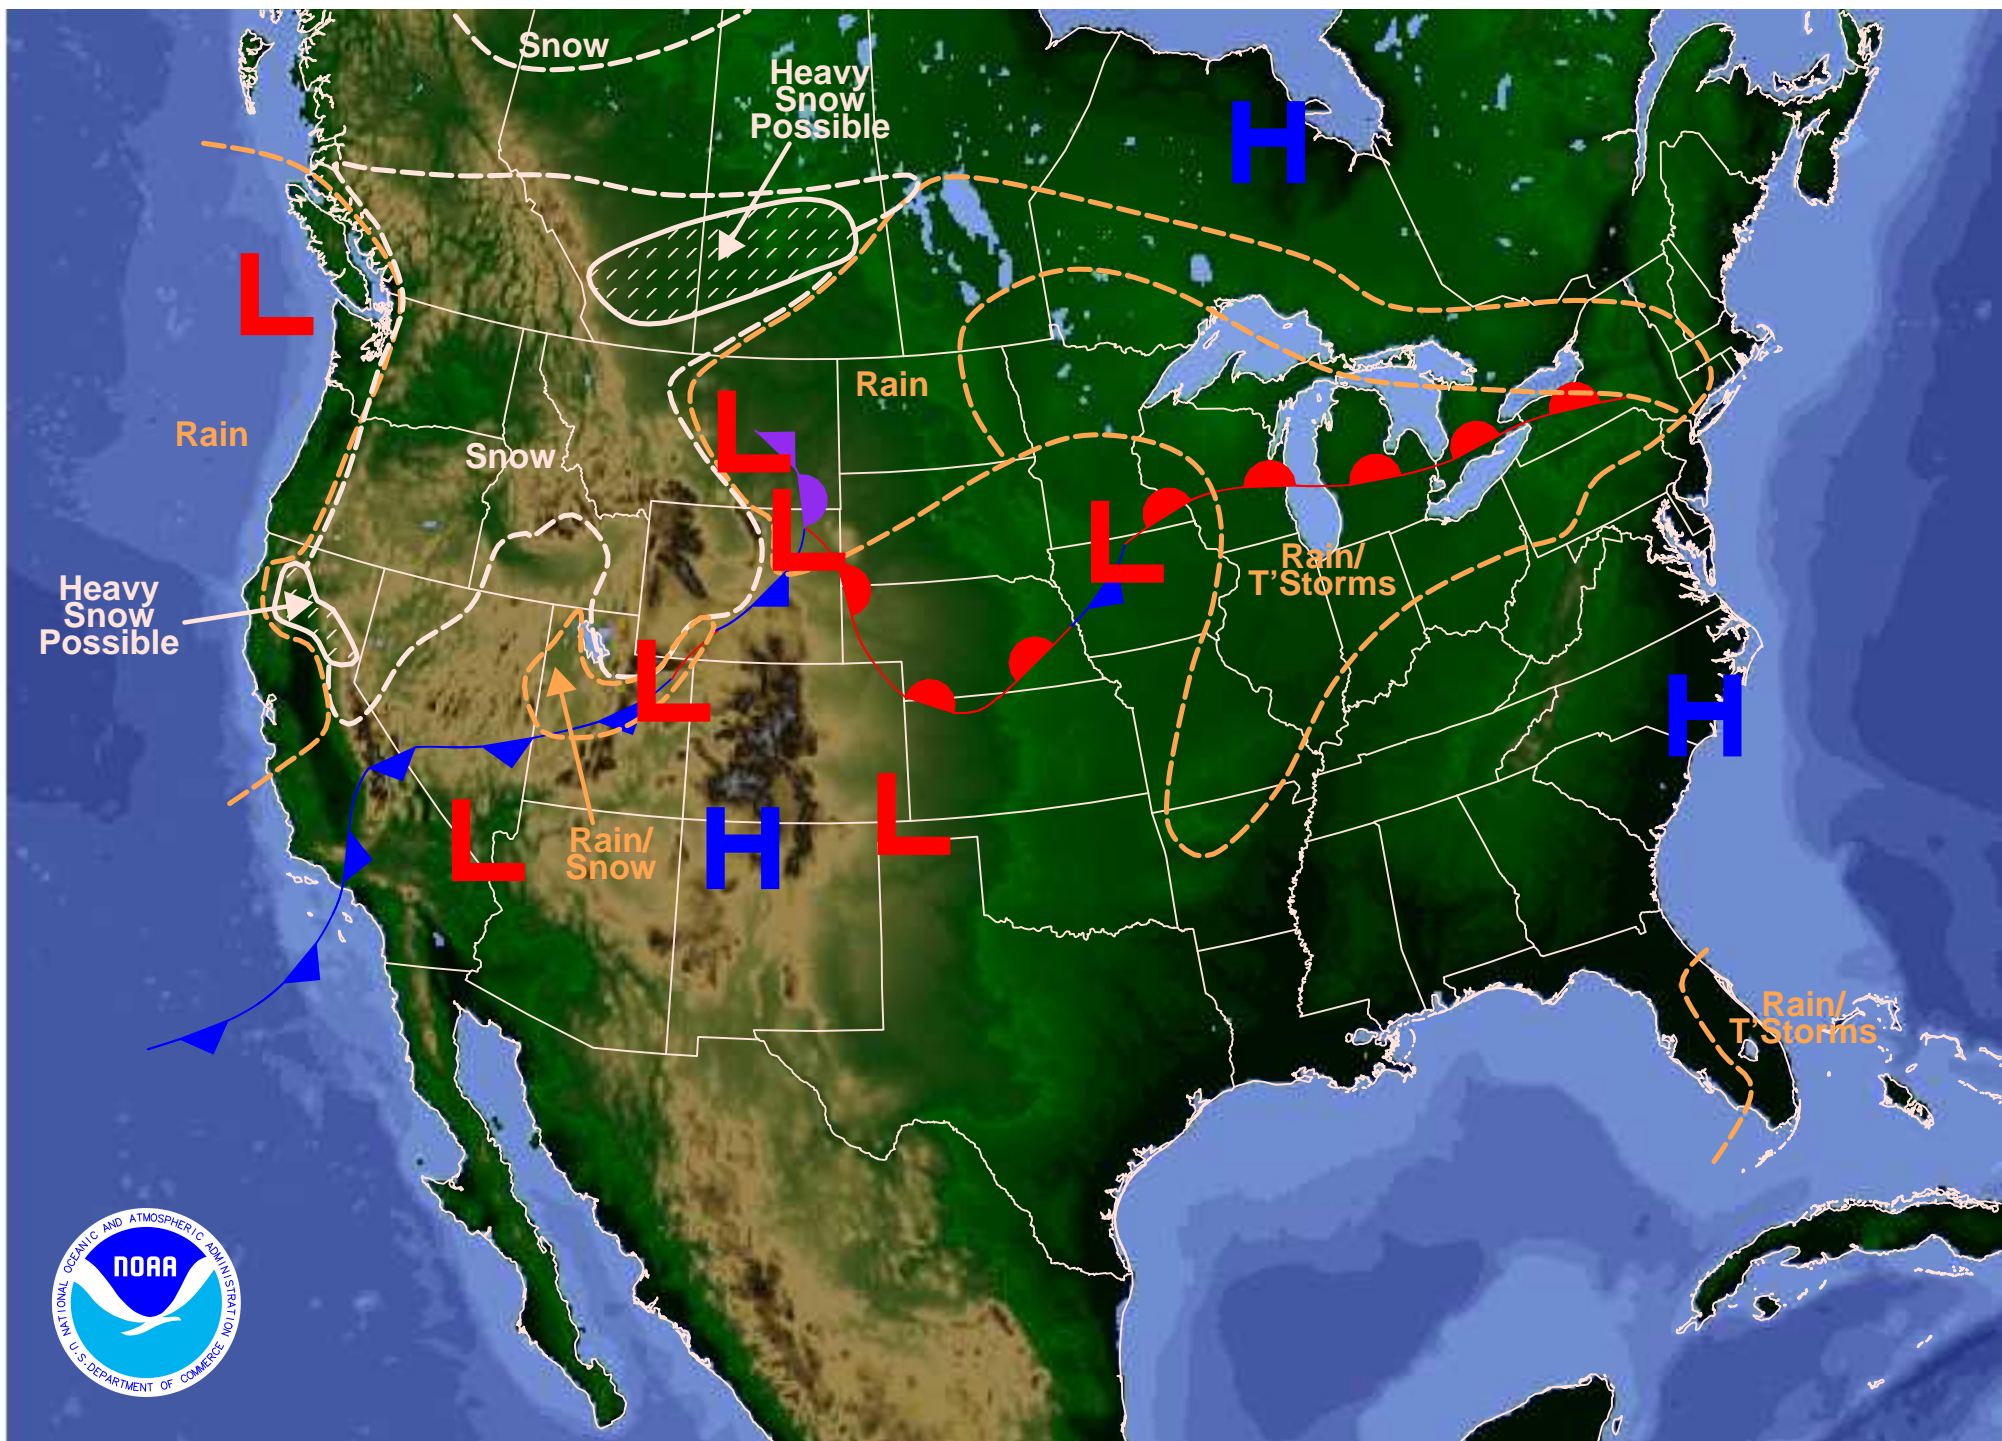 Snow
Heavy
Snow
Possible
H
L
Rain
L
Rain
Snow
L
L
Rain/
T'Storms
Heavy
Snow
Possible
L
H
L
L
H
Rain/
Snow
Rain/
T'Storms
NATIONAL OCEANIC AND ATMOSPHERIC ADMINISTRATION
NOAA
U.S. DEPARTMENT OF COMMERCE